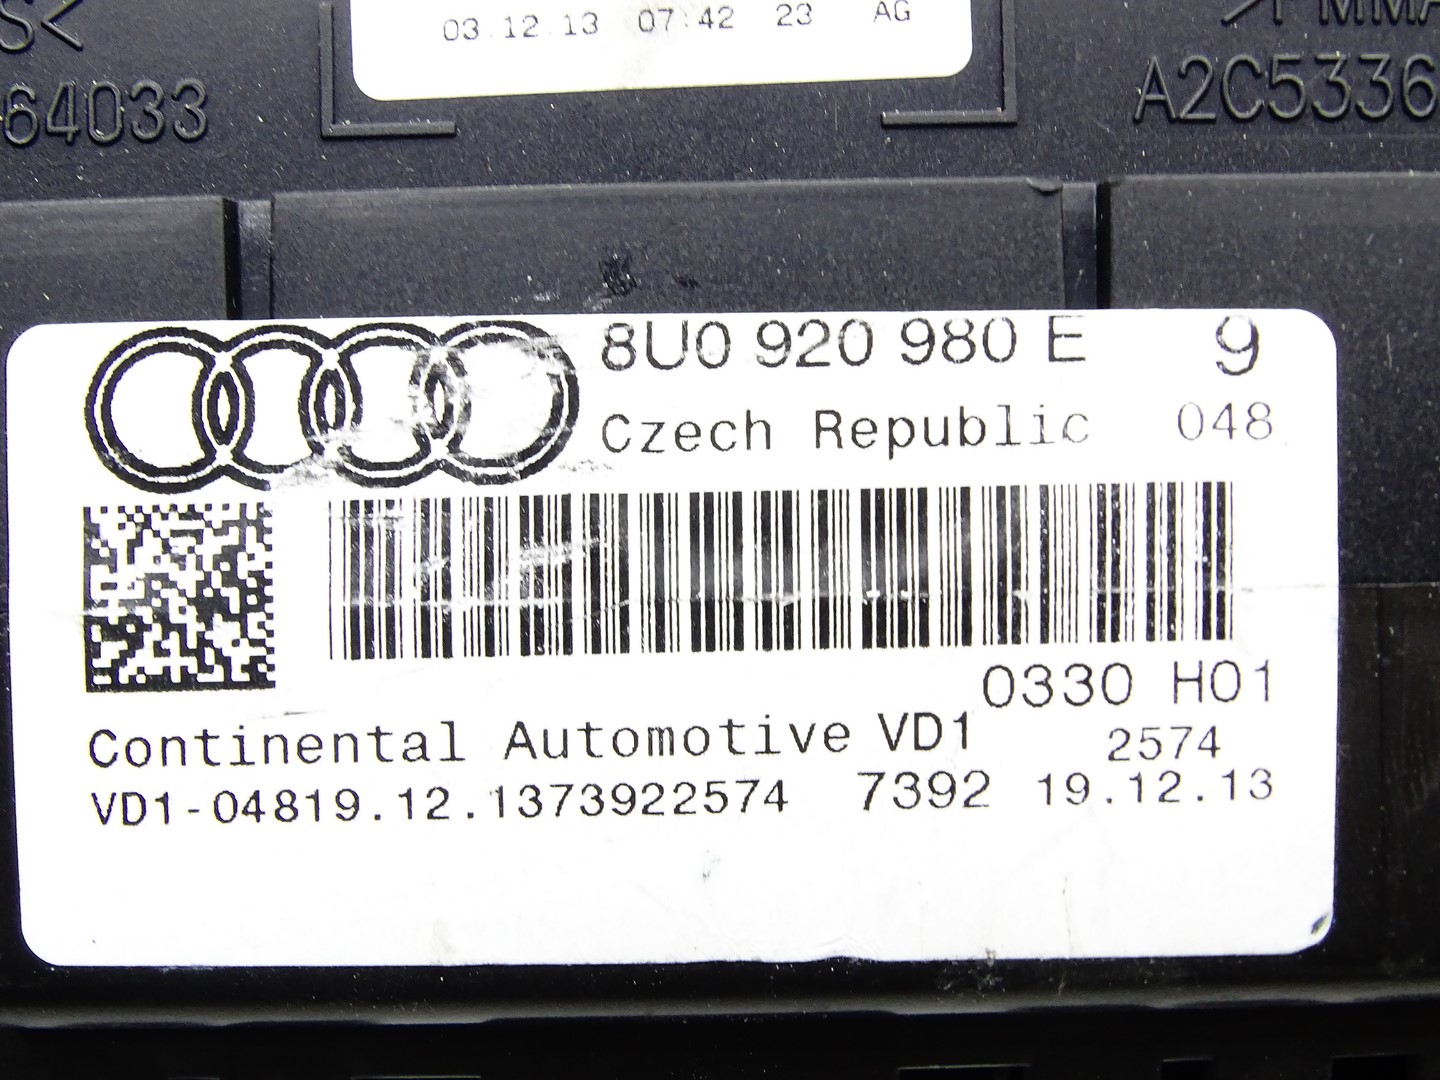 03.12.13 07:42 23 AG
64033
A2C5336
8U0 920 980 E 9
Czech Republic 048
0330 H01
Continental Automotive VD1 2574
VD1-04819.12.1373922574 7392 19.12.13